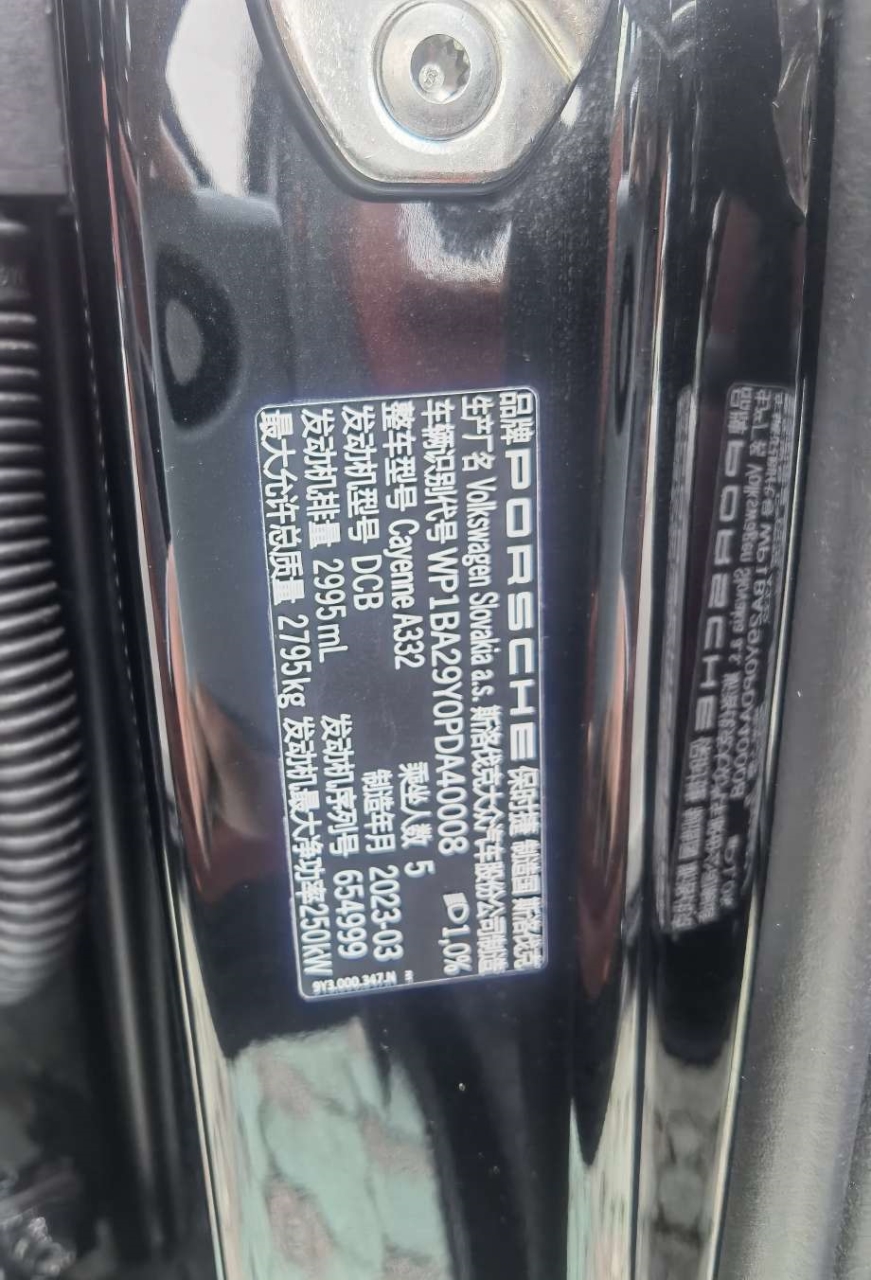 品牌 PORSCHE 保时捷 制造国 斯洛伐克
生产厂名 Volkswagen Slovakia a.s. 斯洛伐克大众汽车股份公司制造
车辆识别代号 WP1BA29Y0PDA40008 1,0%
整车型号 Cayenne A332 乘坐人数 5
发动机型号 DCB 制造年月 2023-03
发动机排量 2995mL 发动机序列号 654999
最大允许总质量 2795kg 发动机最大净功率250KW
9Y3.000.347.N